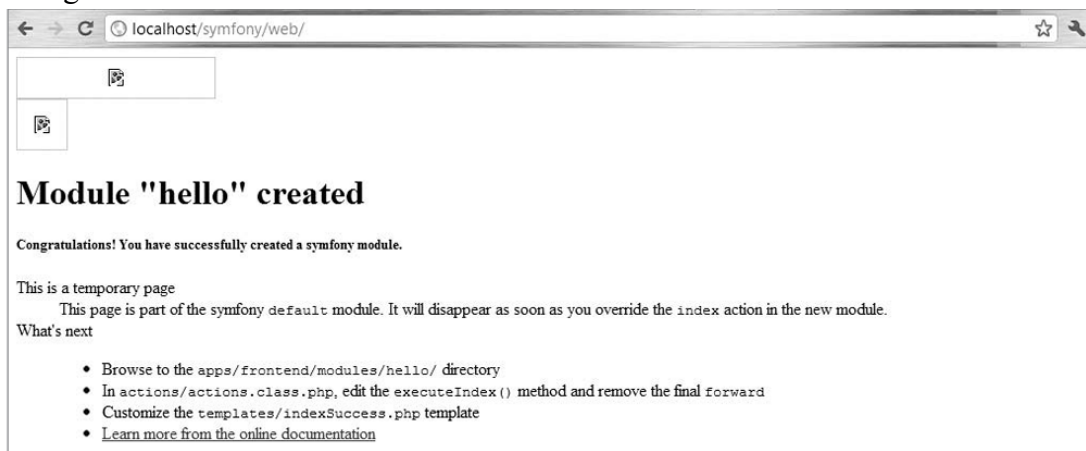 localhost/symfony/web/
Module "hello" created
Congratulations! You have successfully created a symfony module.
This is a temporary page
This page is part of the symfony default module. It will disappear as soon as you override the index action in the new module.
What's next
• Browse to the apps/frontend/modules/hello/ directory
• In actions/actions.class.php, edit the executeIndex() method and remove the final forward
• Customize the templates/indexSuccess.php template
• Learn more from the online documentation